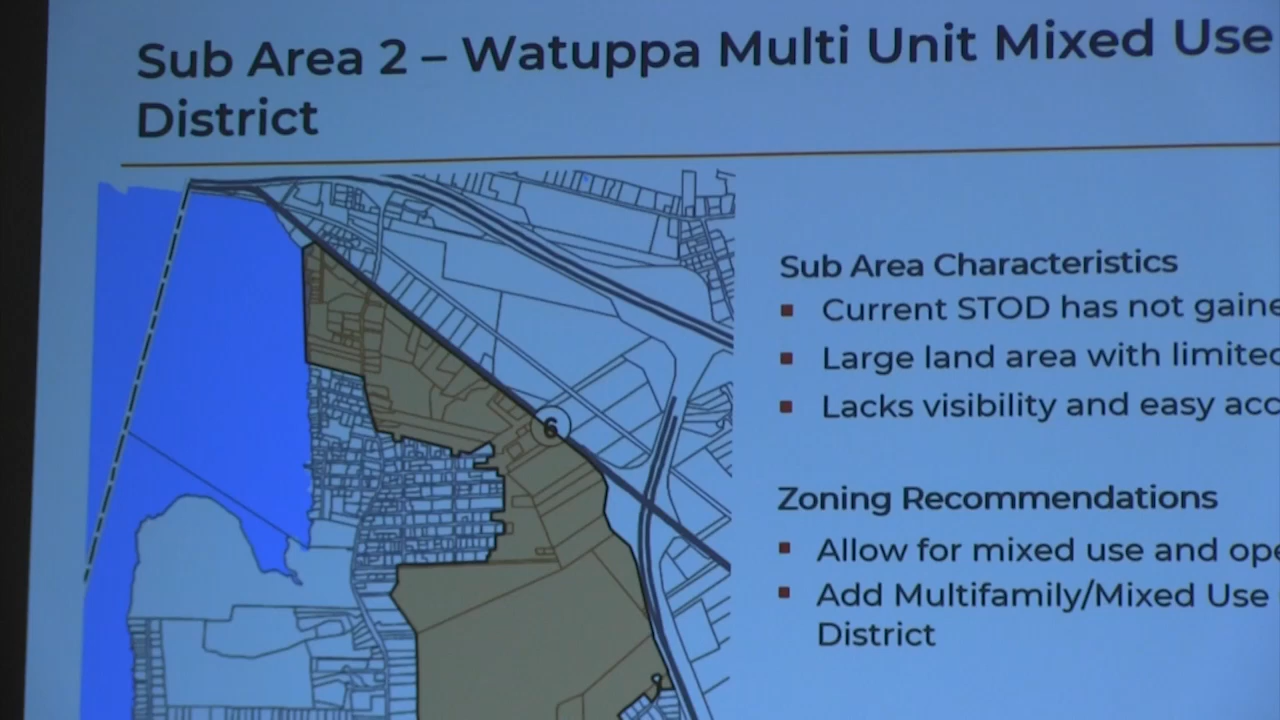 Sub Area 2 – Watuppa Multi Unit Mixed Use
District
6
Sub Area Characteristics
Current STOD has not
Large land area with
Lacks visibility and easy
Zoning Recommendations
Allow for mixed use and
Add Multifamily/Mixed Use
District